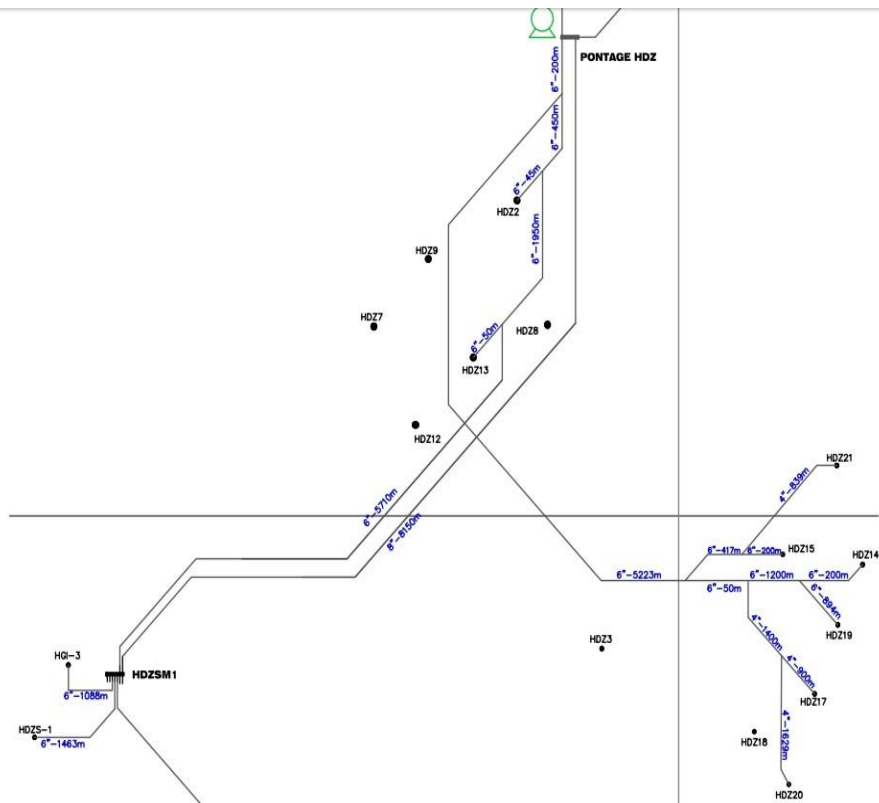 PONTAGE HDZ
6"-200m
6"-450m
6"-45m
HDZ2
6"-1950m
HDZ9
HDZ7
HDZ8
6"-50m
HDZ13
HDZ12
HDZ21
4"-839m
6"-5710m
8"-8150m
6"-417m
6"-200m
HDZ15
HDZ14
6"-5223m
6"-50m
6"-1200m
6"-200m
6"-894m
HDZ19
4"-1400m
HDZ3
HGI-3
HDZSM1
4"-900m
6"-1088m
HDZ17
HDZS-1
6"-1463m
HDZ18
4"-1629m
HDZ20